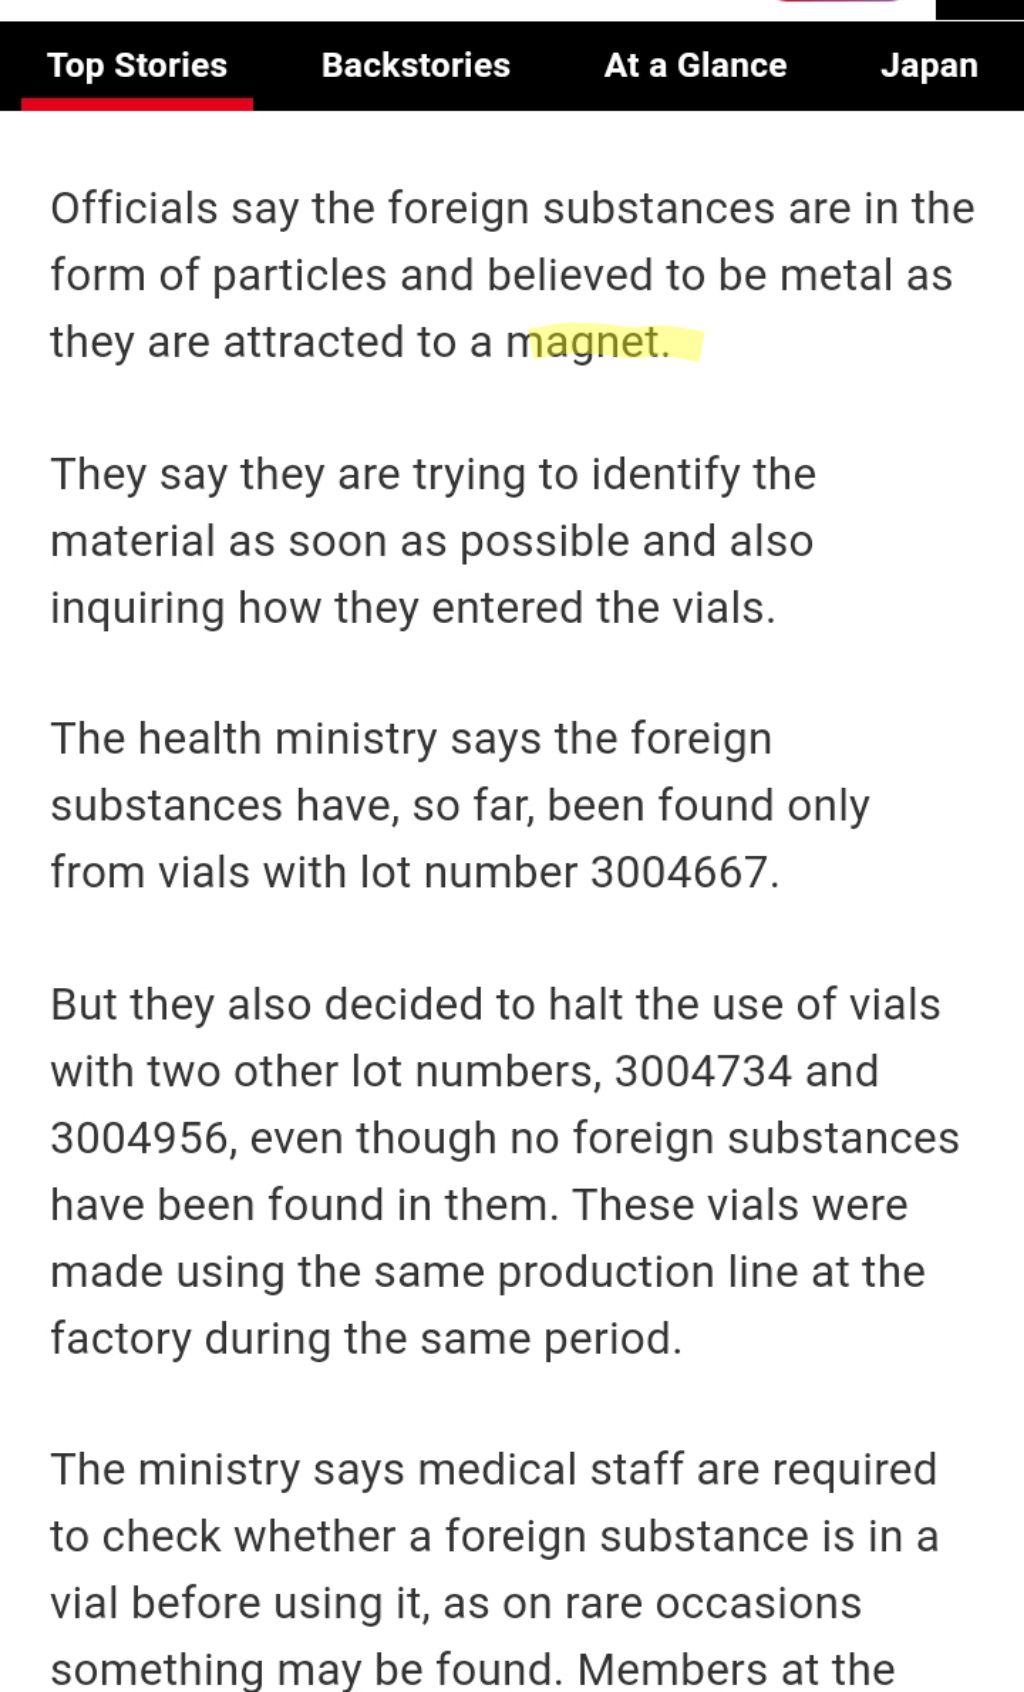 Top Stories Backstories At a Glance Japan
Officials say the foreign substances are in the
form of particles and believed to be metal as
they are attracted to a magnet.
They say they are trying to identify the
material as soon as possible and also
inquiring how they entered the vials.
The health ministry says the foreign
substances have, so far, been found only
from vials with lot number 3004667.
But they also decided to halt the use of vials
with two other lot numbers, 3004734 and
3004956, even though no foreign substances
have been found in them. These vials were
made using the same production line at the
factory during the same period.
The ministry says medical staff are required
to check whether a foreign substance is in a
vial before using it, as on rare occasions
something may be found. Members at the